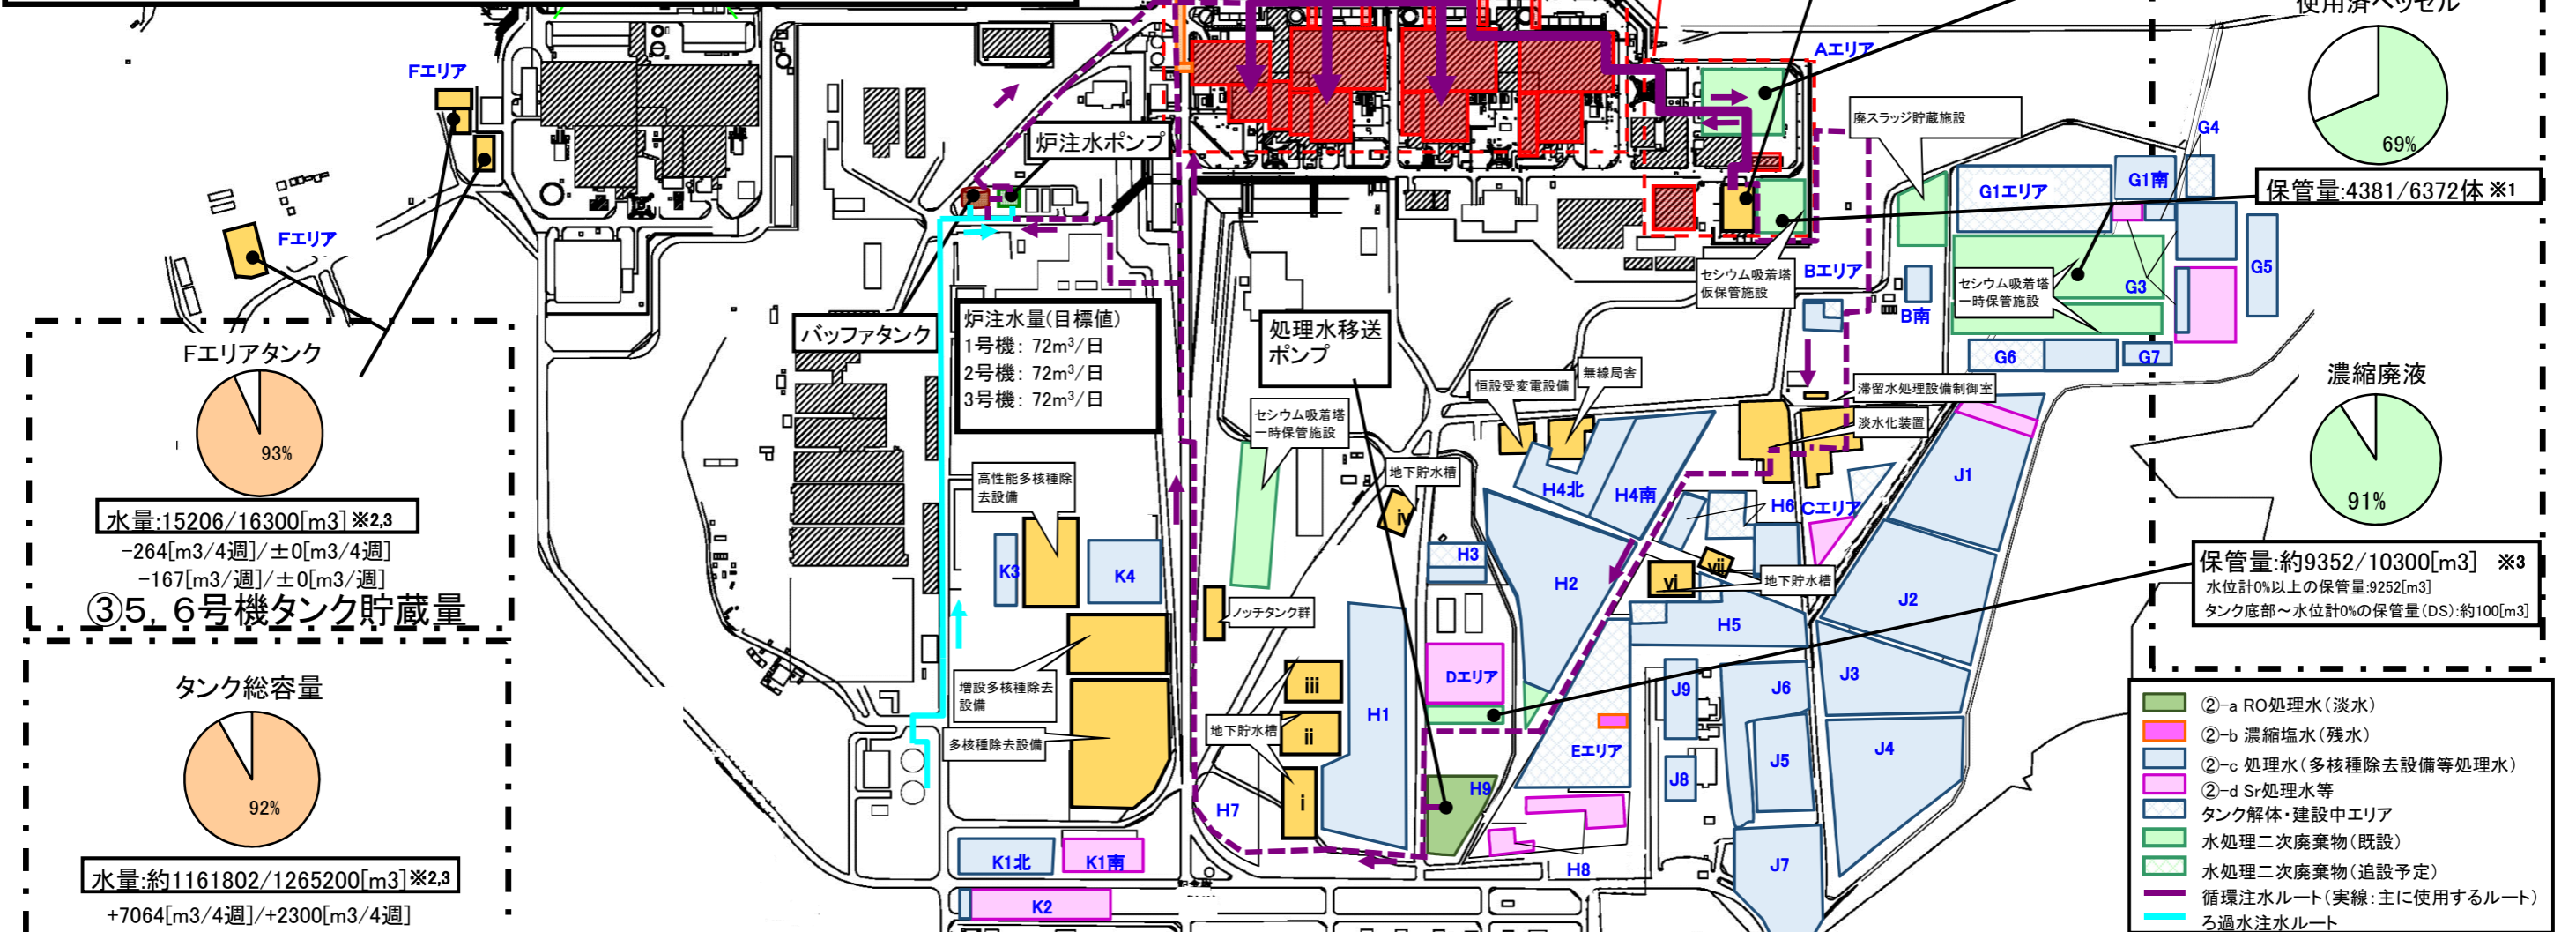 使用済ベッセル
69%
保管量:4381/6372体 ※1
Fエリア
Fエリア
Aエリア
廃スラッジ貯蔵施設
炉注水ポンプ
G4
G1エリア
G1南
セシウム吸着塔
仮保管施設
Bエリア
B南
セシウム吸着塔
一時保管施設
G3
G5
G6
G7
バッファタンク
炉注水量(目標値)
1号機: 72m³/日
2号機: 72m³/日
3号機: 72m³/日
処理水移送
ポンプ
恒設受変電設備
無線局舎
滞留水処理設備制御室
淡水化装置
Fエリアタンク
93%
水量:15206/16300[m3]※2,3
-264[m3/4週]/±0[m3/4週]
-167[m3/週]/±0[m3/週]
③5,6号機タンク貯蔵量
濃縮廃液
91%
保管量:約9352/10300[m3] ※3
水位計0%以上の保管量:9252[m3]
タンク底部~水位計0%の保管量(DS):約100[m3]
セシウム吸着塔
一時保管施設
高性能多核種除
去設備
地下貯水槽
iv
H4北
H4南
H6
Cエリア
J1
K3
K4
H3
H2
vi
vii
地下貯水槽
J2
ノッチタンク群
H5
増設多核種除去
設備
多核種除去設備
iii
ii
i
地下貯水槽
H1
Dエリア
J9
J6
J3
Eエリア
J8
J5
J4
H7
H9
H8
J7
K1北
K1南
K2
タンク総容量
92%
水量:約1161802/1265200[m3]※2,3
+7064[m3/4週]/+2300[m3/4週]
②-a RO処理水(淡水)
②-b 濃縮塩水(残水)
②-c 処理水(多核種除去設備等処理水)
②-d Sr処理水等
タンク解体・建設中エリア
水処理二次廃棄物(既設)
水処理二次廃棄物(追設予定)
循環注水ルート(実線:主に使用するルート)
ろ過水注水ルート